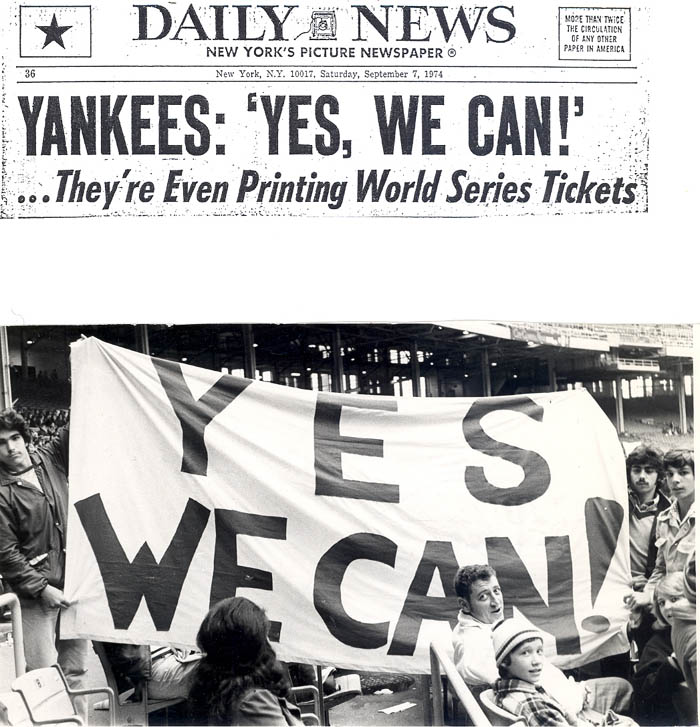 DAILY NEWS
NEW YORK'S PICTURE NEWSPAPER ®
MORE THAN TWICE
THE CIRCULATION
OF ANY OTHER
PAPER IN AMERICA
36
New York, N.Y. 10017, Saturday, September 7, 1974
YANKEES: ‘YES, WE CAN!’
...They're Even Printing World Series Tickets
YES
WE CAN!